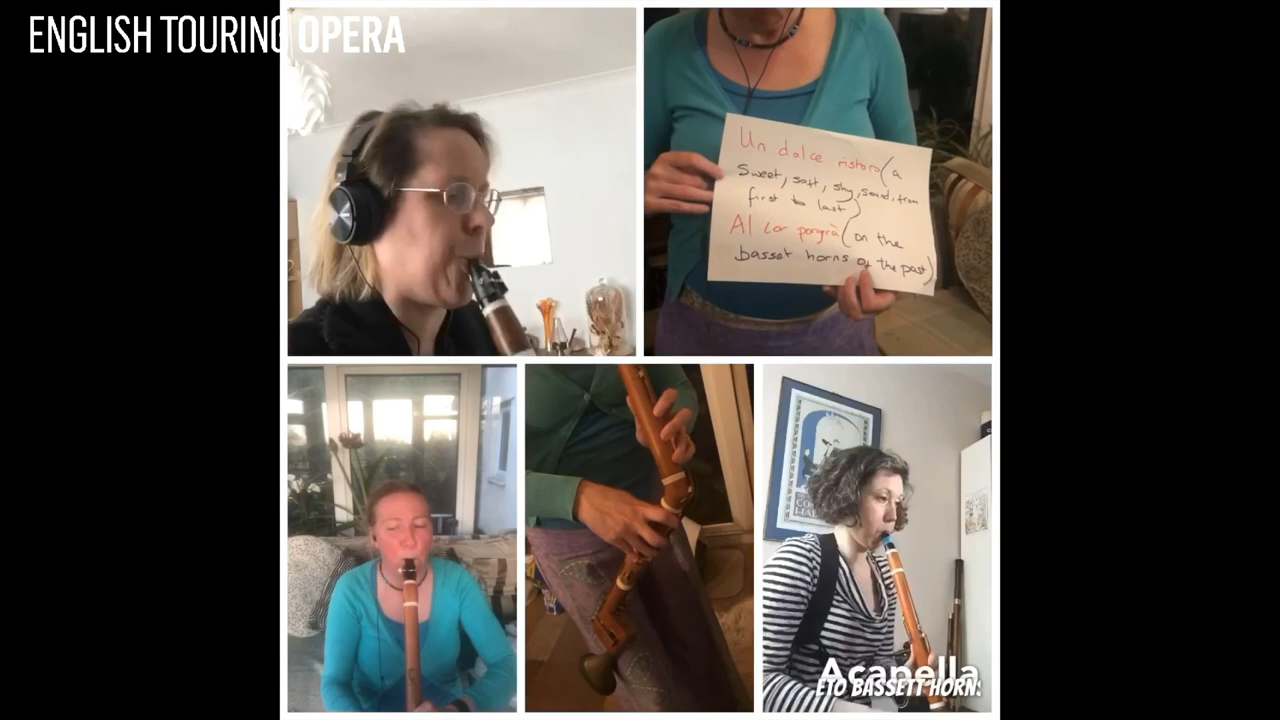 ENGLISH TOURING OPERA
Un dolce ristoro (a
sweet, soft, shy, sound, from
first to last)
Al cor porgrà (on the
basset horns of the past)
Acapella
ETO BASSETT HORNS